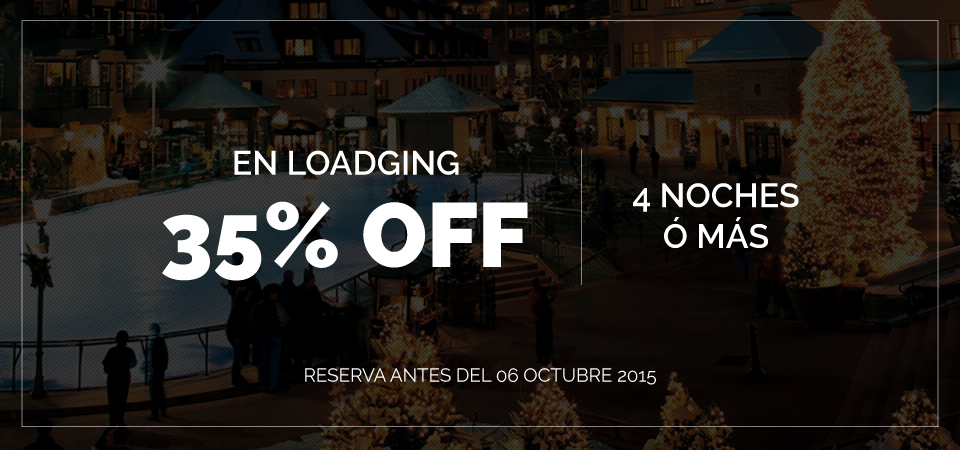 EN LOADGING
35% OFF
4 NOCHES
Ó MÁS
RESERVA ANTES DEL 06 OCTUBRE 2015